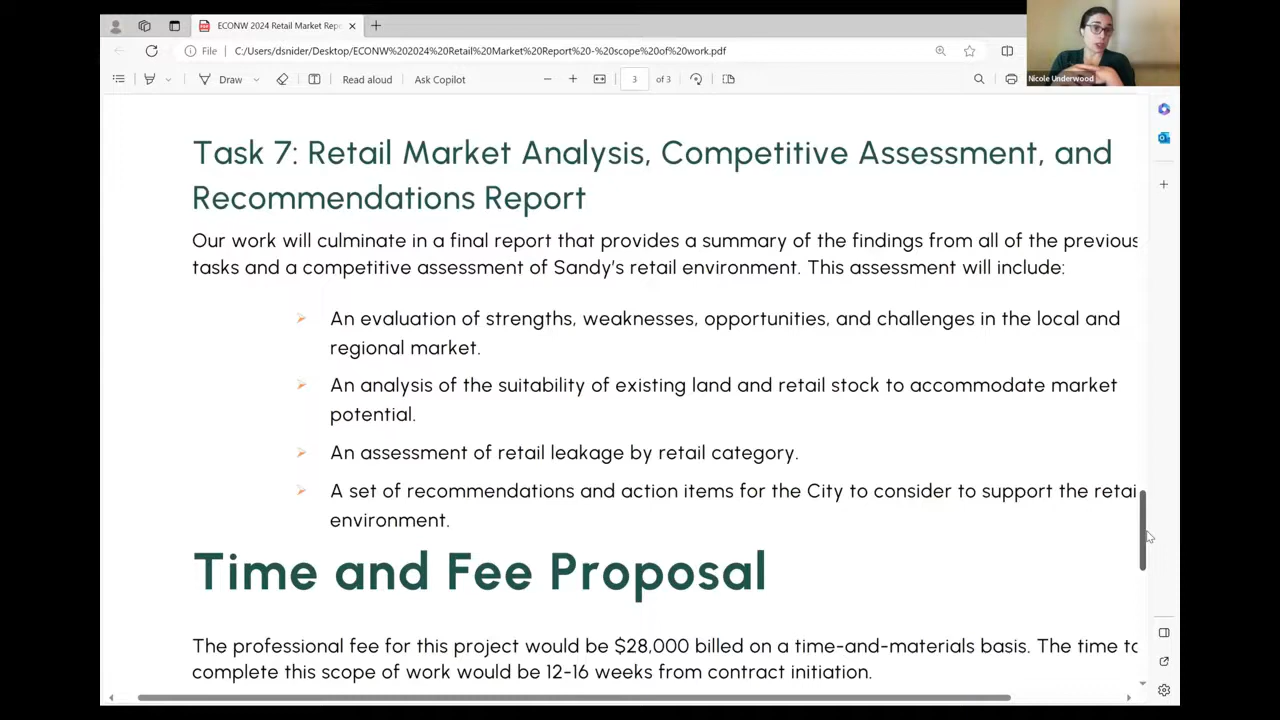 ECONW 2024 Retail Market Repo
File
C:/Users/dsnider/Desktop/ECONW%202024%20Retail%20Market%20Report%20-%20scope%20of%20work.pdf
Draw
Read aloud
Ask Copilot
3
of 3
Nicole Underwood
Task 7: Retail Market Analysis, Competitive Assessment, and
Recommendations Report
Our work will culminate in a final report that provides a summary of the findings from all of the previous
tasks and a competitive assessment of Sandy's retail environment. This assessment will include:
An evaluation of strengths, weaknesses, opportunities, and challenges in the local and
regional market.
An analysis of the suitability of existing land and retail stock to accommodate market
potential.
An assessment of retail leakage by retail category.
A set of recommendations and action items for the City to consider to support the retai
environment.
Time and Fee Proposal
The professional fee for this project would be $28,000 billed on a time-and-materials basis. The time to
complete this scope of work would be 12-16 weeks from contract initiation.